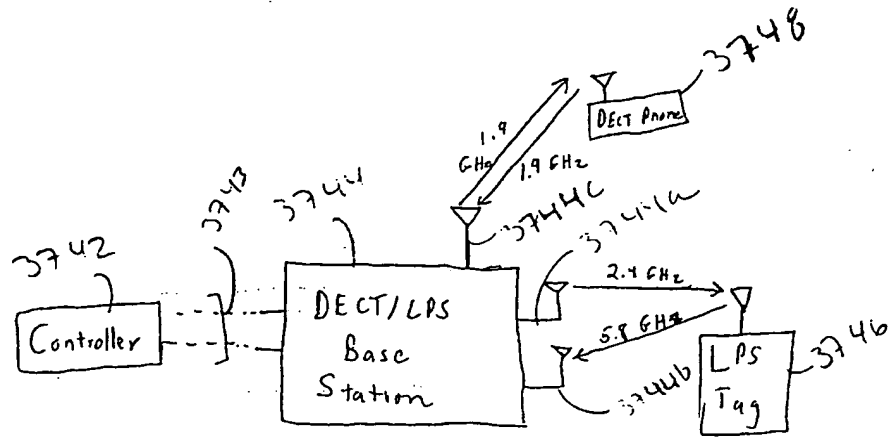 3748
DECT Phone
1.9
GHz
1.9 GHz
3743
3744
3744c
3744a
3742
2.4 GHz
DECT/LPS
Base
Station
Controller
5.8 GHz
LPS
Tag
3746
3744b